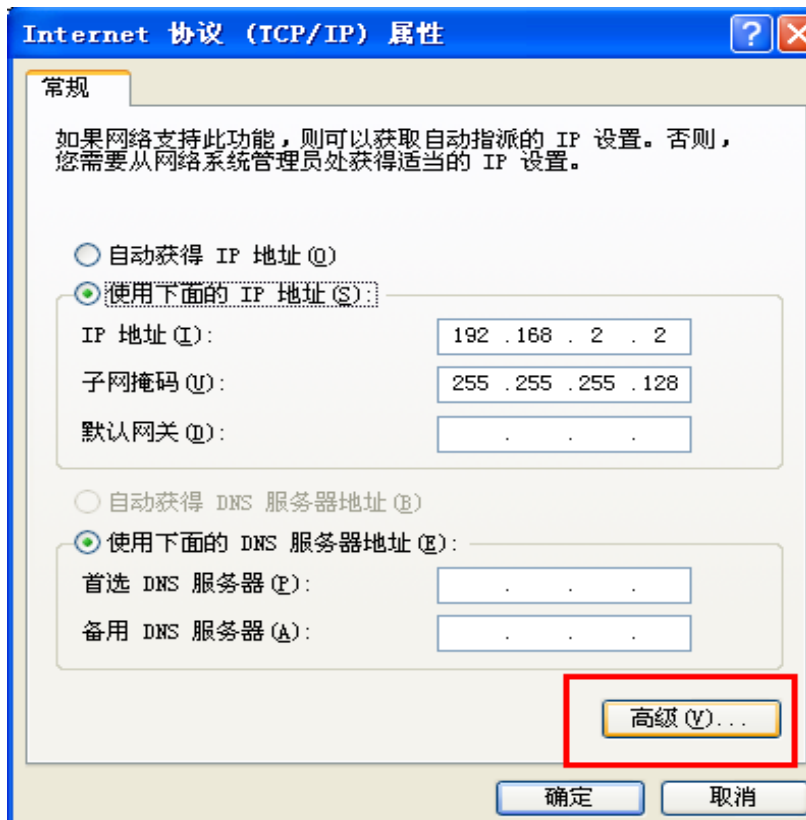 Internet 协议 (TCP/IP) 属性
常规
如果网络支持此功能，则可以获取自动指派的 IP 设置。否则，
您需要从网络系统管理员处获得适当的 IP 设置。
自动获得 IP 地址(O)
使用下面的 IP 地址(S):
IP 地址(I): 192 .168 . 2 . 2
子网掩码(U): 255 .255 .255 .128
默认网关(D): . . .
自动获得 DNS 服务器地址(B)
使用下面的 DNS 服务器地址(E):
首选 DNS 服务器(P): . . .
备用 DNS 服务器(A): . . .
高级(V)...
确定 取消